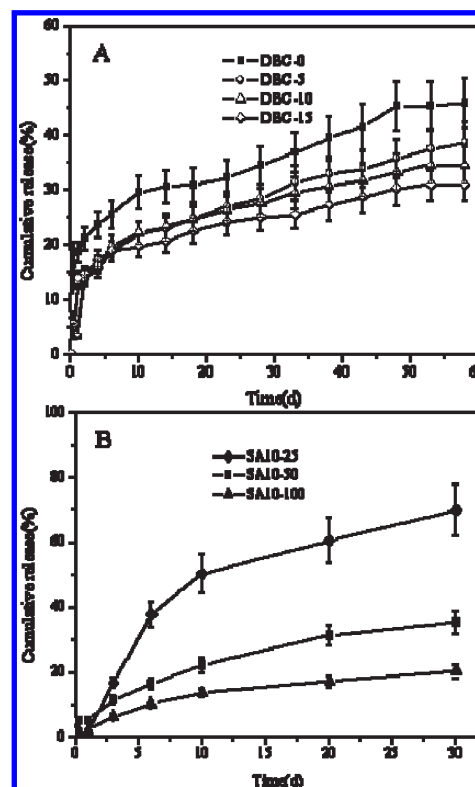 60
A
DBC-0
DBC-5
DBC-10
DBC-15
50
40
30
20
10
0
Cumulative release(%)
0 10 20 30 40 50
Time(d)
100
B
SA10-25
SA10-50
SA10-100
80
60
40
20
0
Cumulative release(%)
0 5 10 15 20 25 30
Time(d)